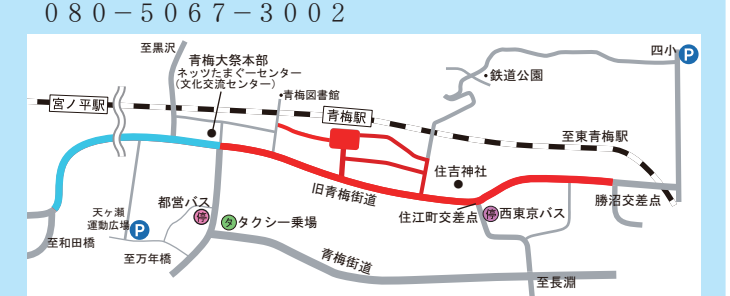 ０８０－５０６７－３００２
至黒沢
四小
P
青梅大祭本部
ネッツたまぐーセンター
（文化交流センター）
鉄道公園
青梅図書館
宮ノ平駅
青梅駅
至東青梅駅
住吉神社
旧青梅街道
都営バス
停
タ
タクシー乗場
住江町交差点
停
西東京バス
勝沼交差点
天ヶ瀬
運動広場
P
至和田橋
至万年橋
青梅街道
至長淵